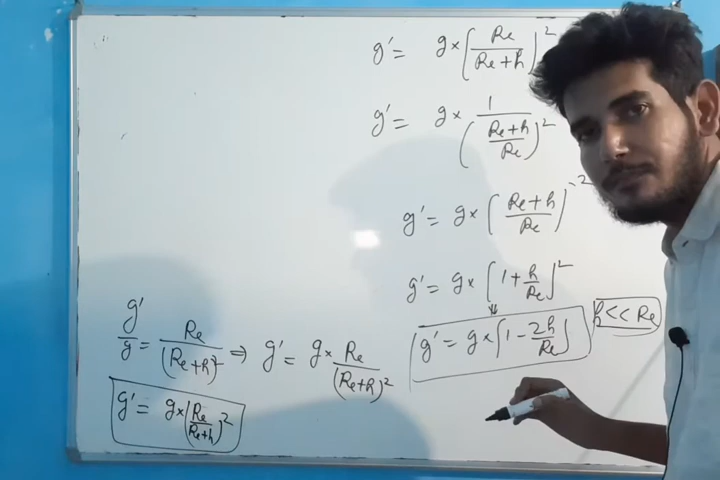 g' = g × [Re / (Re+h)]²
g' = g × 1 / ((Re+h)/Re)²
g' = g × ((Re+h)/Re)⁻²
g' = g × [1 + h/Re]²
g' = g × [1 − 2h/Re]
h << Re
g'/g = Re/(Re+h)² ⇒ g' = g × Re/(Re+h)²
g' = g × (Re/(Re+h))²